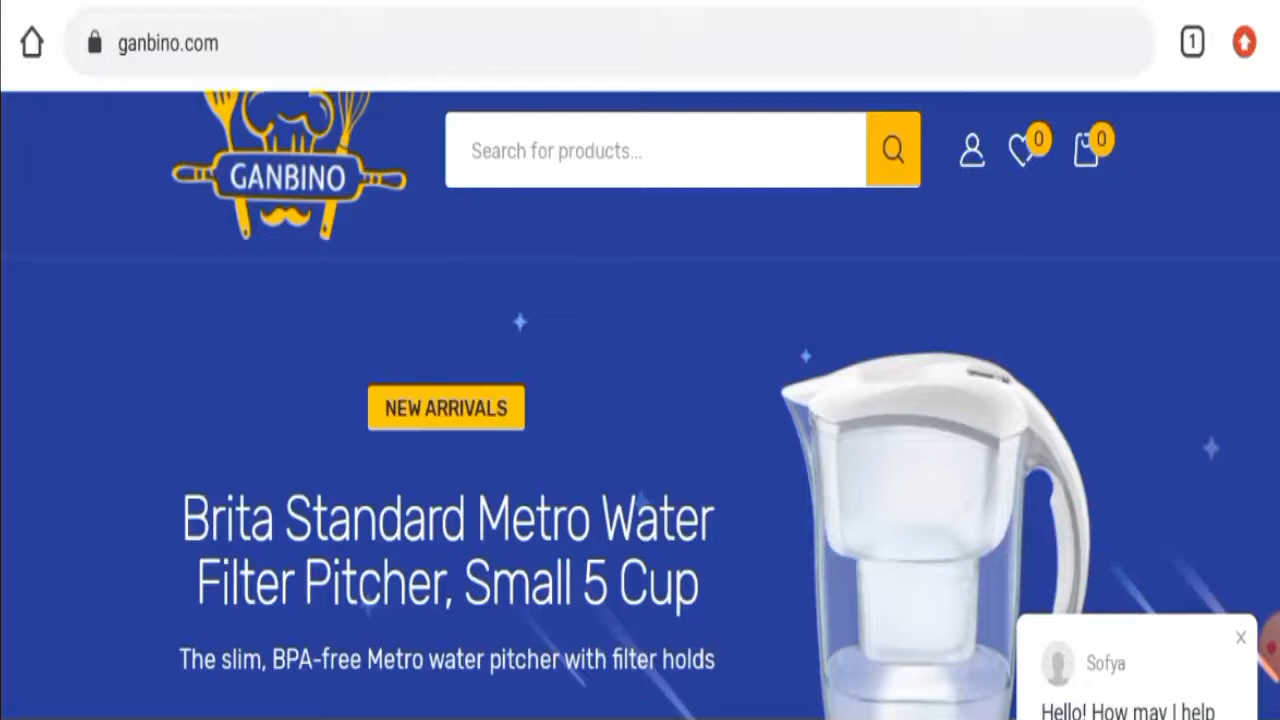 ganbino.com
1
GANBINO
Search for products...
0
0
NEW ARRIVALS
Brita Standard Metro Water
Filter Pitcher, Small 5 Cup
The slim, BPA-free Metro water pitcher with filter holds
Sofya
Hello! How may I help